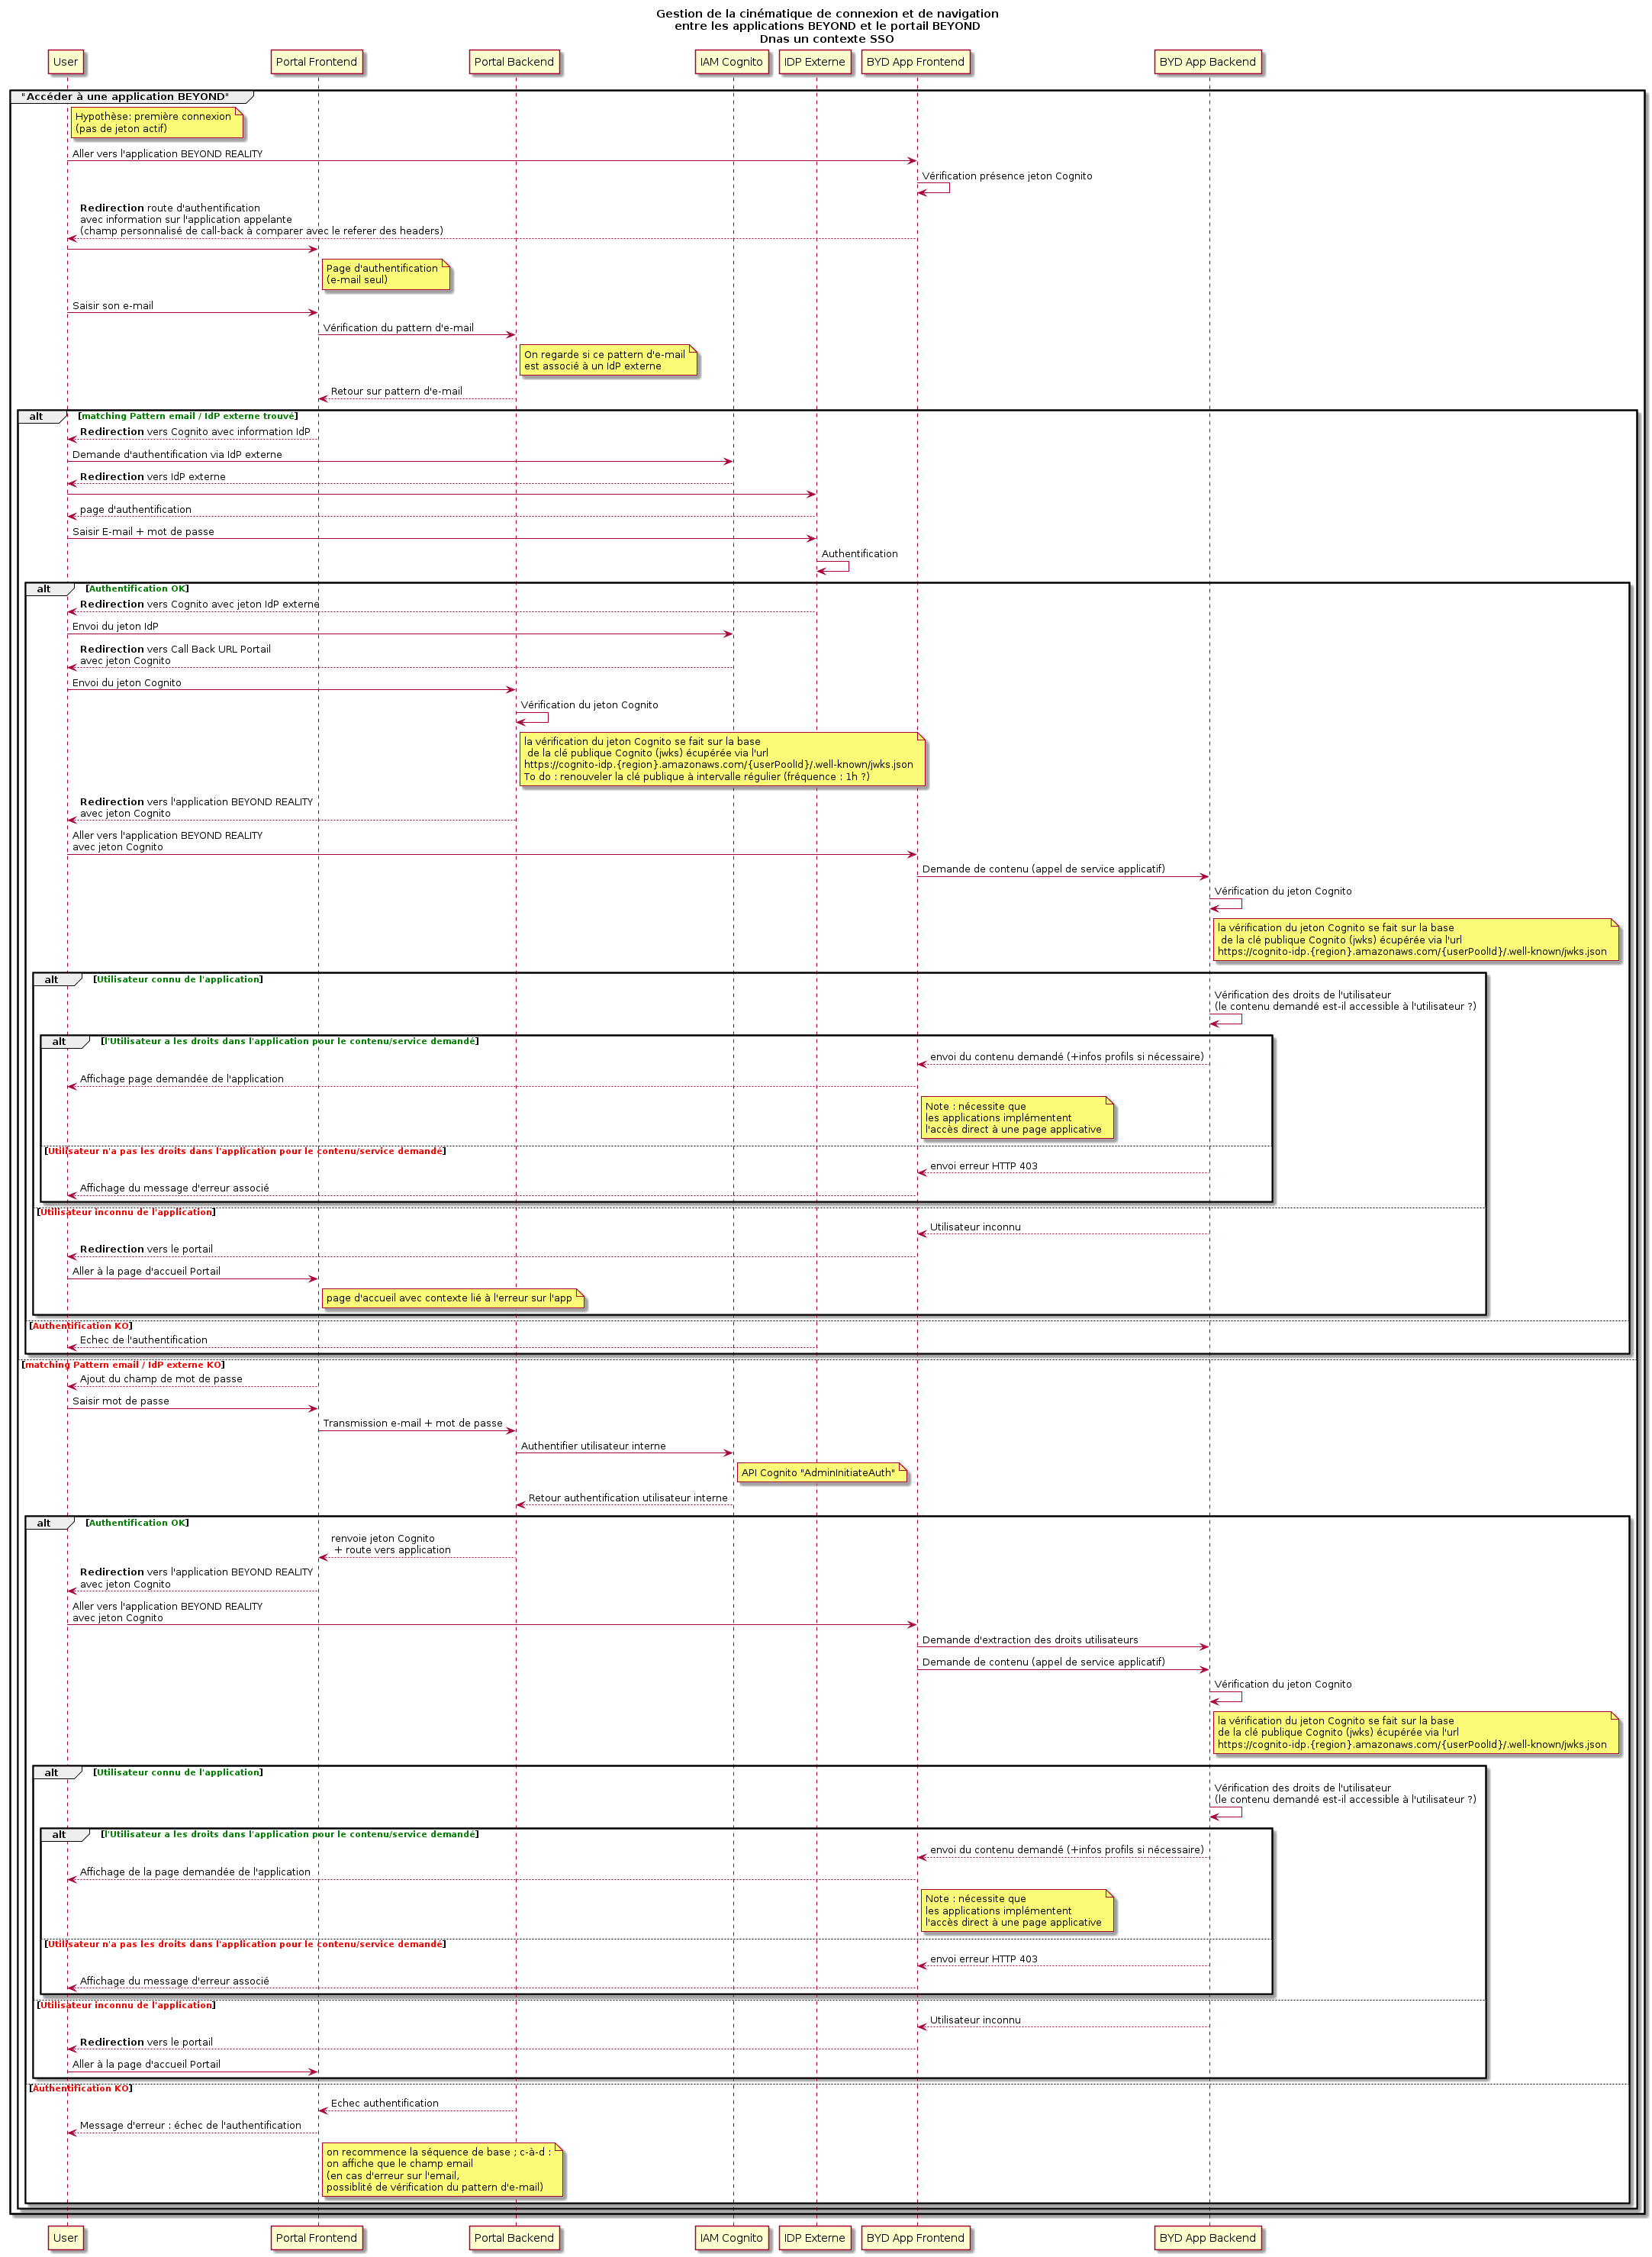 Gestion de la cinématique de connexion et de navigation
entre les applications BEYOND et le portail BEYOND
Dnas un contexte SSO
User
Portal Frontend
Portal Backend
IAM Cognito
IDP Externe
BYD App Frontend
BYD App Backend
"Accéder à une application BEYOND"
Hypothèse: première connexion
(pas de jeton actif)
Aller vers l'application BEYOND REALITY
Vérification présence jeton Cognito
Redirection route d'authentification
avec information sur l'application appelante
(champ personnalisé de call-back à comparer avec le referer des headers)
Page d'authentification
(e-mail seul)
Saisir son e-mail
Vérification du pattern d'e-mail
On regarde si ce pattern d'e-mail
est associé à un IdP externe
Retour sur pattern d'e-mail
alt [matching Pattern email / IdP externe trouvé]
Redirection vers Cognito avec information IdP
Demande d'authentification via IdP externe
Redirection vers IdP externe
page d'authentification
Saisir E-mail + mot de passe
Authentification
alt [Authentification OK]
Redirection vers Cognito avec jeton IdP externe
Envoi du jeton IdP
Redirection vers Call Back URL Portail
avec jeton Cognito
Envoi du jeton Cognito
Vérification du jeton Cognito
la vérification du jeton Cognito se fait sur la base
de la clé publique Cognito (jwks) écupérée via l'url
https://cognito-idp.{region}.amazonaws.com/{userPoolId}/.well-known/jwks.json
To do : renouveler la clé publique à intervalle régulier (fréquence : 1h ?)
Redirection vers l'application BEYOND REALITY
avec jeton Cognito
Aller vers l'application BEYOND REALITY
avec jeton Cognito
Demande de contenu (appel de service applicatif)
Vérification du jeton Cognito
la vérification du jeton Cognito se fait sur la base
de la clé publique Cognito (jwks) écupérée via l'url
https://cognito-idp.{region}.amazonaws.com/{userPoolId}/.well-known/jwks.json
alt [Utilisateur connu de l'application]
Vérification des droits de l'utilisateur
(le contenu demandé est-il accessible à l'utilisateur ?)
alt [l'Utilisateur a les droits dans l'application pour le contenu/service demandé]
envoi du contenu demandé (+infos profils si nécessaire)
Affichage page demandée de l'application
Note : nécessite que
les applications implémentent
l'accès direct à une page applicative
[Utilisateur n'a pas les droits dans l'application pour le contenu/service demandé]
envoi erreur HTTP 403
Affichage du message d'erreur associé
[Utilisateur inconnu de l'application]
Utilisateur inconnu
Redirection vers le portail
Aller à la page d'accueil Portail
page d'accueil avec contexte lié à l'erreur sur l'app
[Authentification KO]
Echec de l'authentification
[matching Pattern email / IdP externe KO]
Ajout du champ de mot de passe
Saisir mot de passe
Transmission e-mail + mot de passe
Authentifier utilisateur interne
API Cognito "AdminInitiateAuth"
Retour authentification utilisateur interne
alt [Authentification OK]
renvoie jeton Cognito
+ route vers application
Redirection vers l'application BEYOND REALITY
avec jeton Cognito
Aller vers l'application BEYOND REALITY
avec jeton Cognito
Demande d'extraction des droits utilisateurs
Demande de contenu (appel de service applicatif)
Vérification du jeton Cognito
la vérification du jeton Cognito se fait sur la base
de la clé publique Cognito (jwks) écupérée via l'url
https://cognito-idp.{region}.amazonaws.com/{userPoolId}/.well-known/jwks.json
alt [Utilisateur connu de l'application]
Vérification des droits de l'utilisateur
(le contenu demandé est-il accessible à l'utilisateur ?)
alt [l'Utilisateur a les droits dans l'application pour le contenu/service demandé]
envoi du contenu demandé (+infos profils si nécessaire)
Affichage de la page demandée de l'application
Note : nécessite que
les applications implémentent
l'accès direct à une page applicative
[Utilisateur n'a pas les droits dans l'application pour le contenu/service demandé]
envoi erreur HTTP 403
Affichage du message d'erreur associé
[Utilisateur inconnu de l'application]
Utilisateur inconnu
Redirection vers le portail
Aller à la page d'accueil Portail
[Authentification KO]
Echec authentification
Message d'erreur : échec de l'authentification
on recommence la séquence de base ; c-à-d :
on affiche que le champ email
(en cas d'erreur sur l'email,
possiblité de vérification du pattern d'e-mail)
User
Portal Frontend
Portal Backend
IAM Cognito
IDP Externe
BYD App Frontend
BYD App Backend